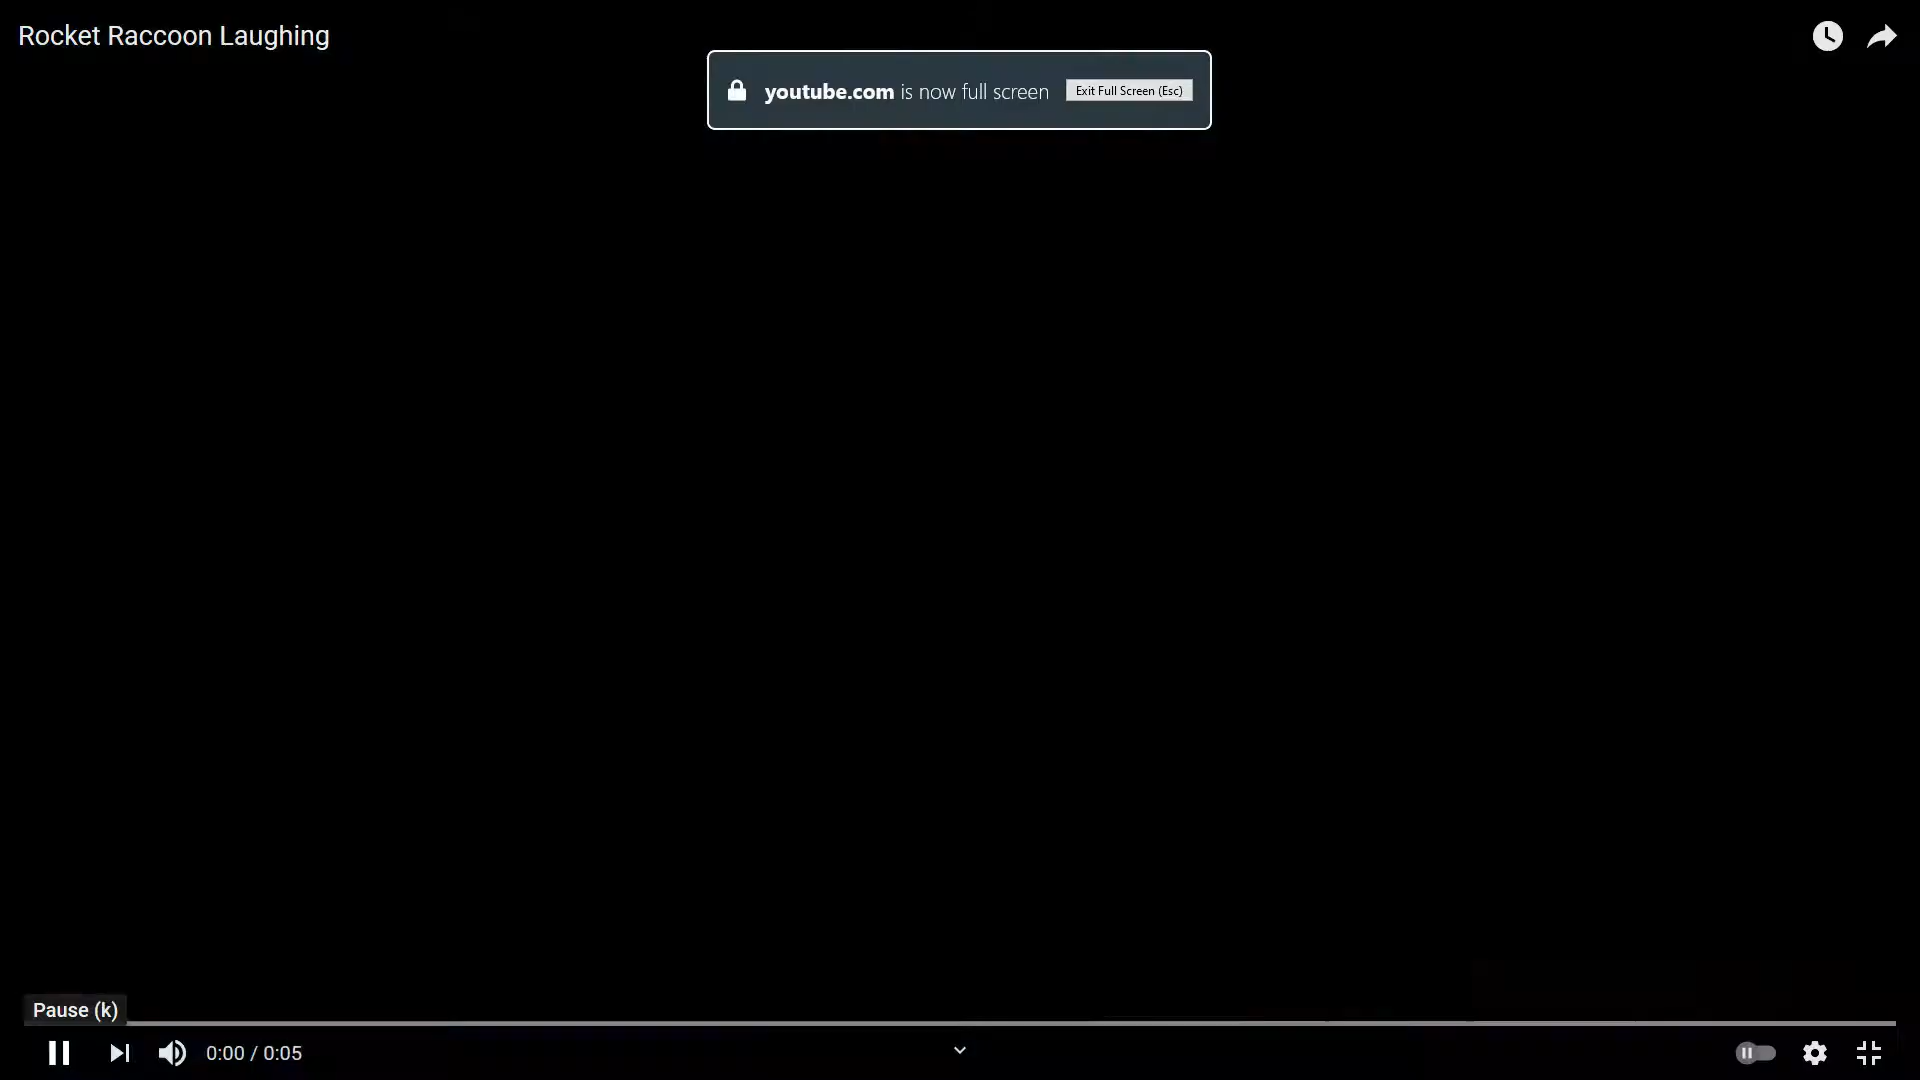 Rocket Raccoon Laughing
youtube.com is now full screen Exit Full Screen (Esc)
Pause (k)
0:00 / 0:05